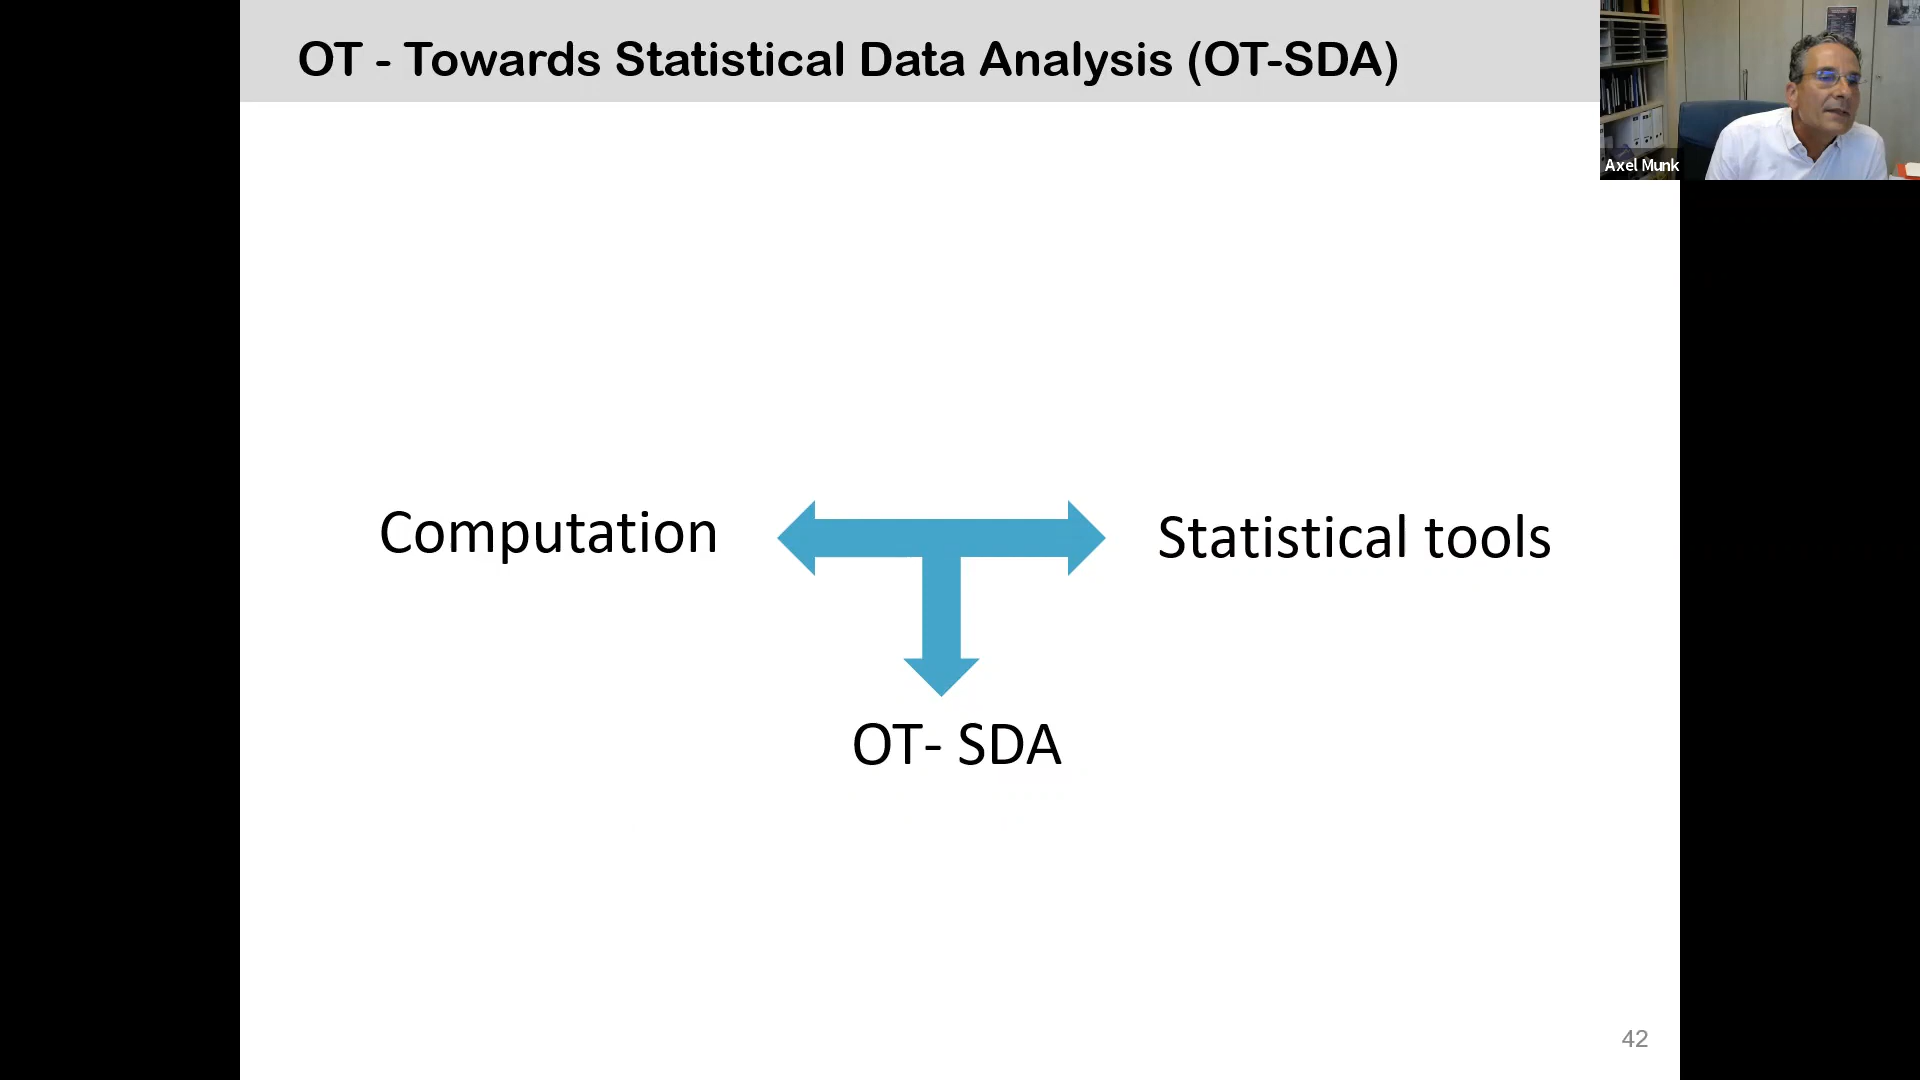 OT - Towards Statistical Data Analysis (OT-SDA)
Axel Munk
Computation
Statistical tools
OT- SDA
42